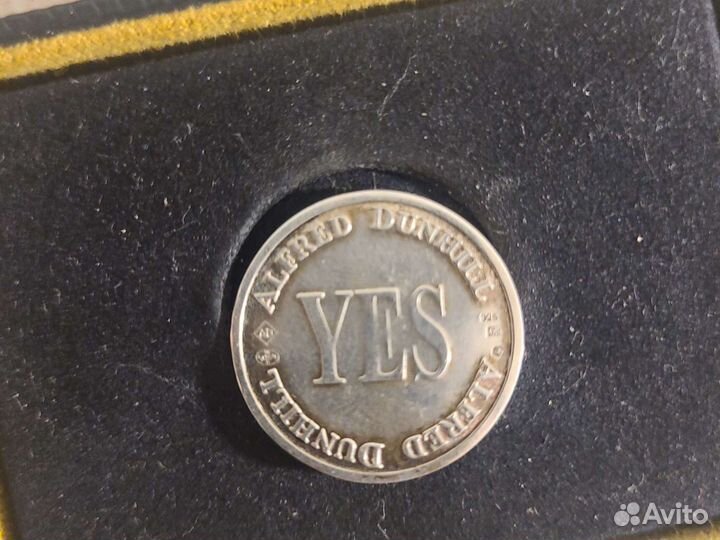 ALFRED DUNHILL
YES
925
ALFRED DUNHILL
Avito